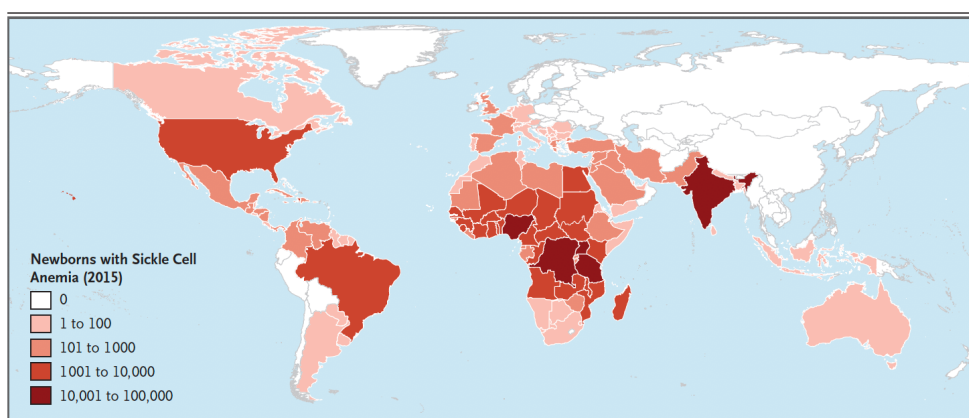 Newborns with Sickle Cell
Anemia (2015)
0
1 to 100
101 to 1000
1001 to 10,000
10,001 to 100,000